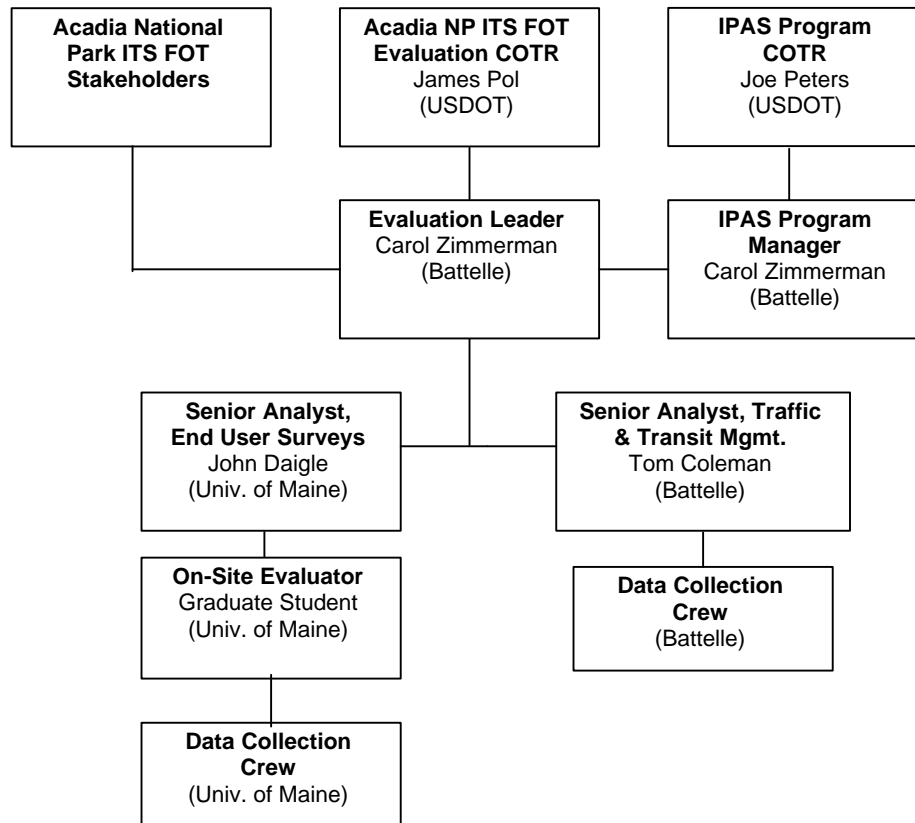 Acadia National
Park ITS FOT
Stakeholders
Acadia NP ITS FOT
Evaluation COTR
James Pol
(USDOT)
IPAS Program
COTR
Joe Peters
(USDOT)
Evaluation Leader
Carol Zimmerman
(Battelle)
IPAS Program
Manager
Carol Zimmerman
(Battelle)
Senior Analyst,
End User Surveys
John Daigle
(Univ. of Maine)
Senior Analyst, Traffic
& Transit Mgmt.
Tom Coleman
(Battelle)
On-Site Evaluator
Graduate Student
(Univ. of Maine)
Data Collection
Crew
(Battelle)
Data Collection
Crew
(Univ. of Maine)